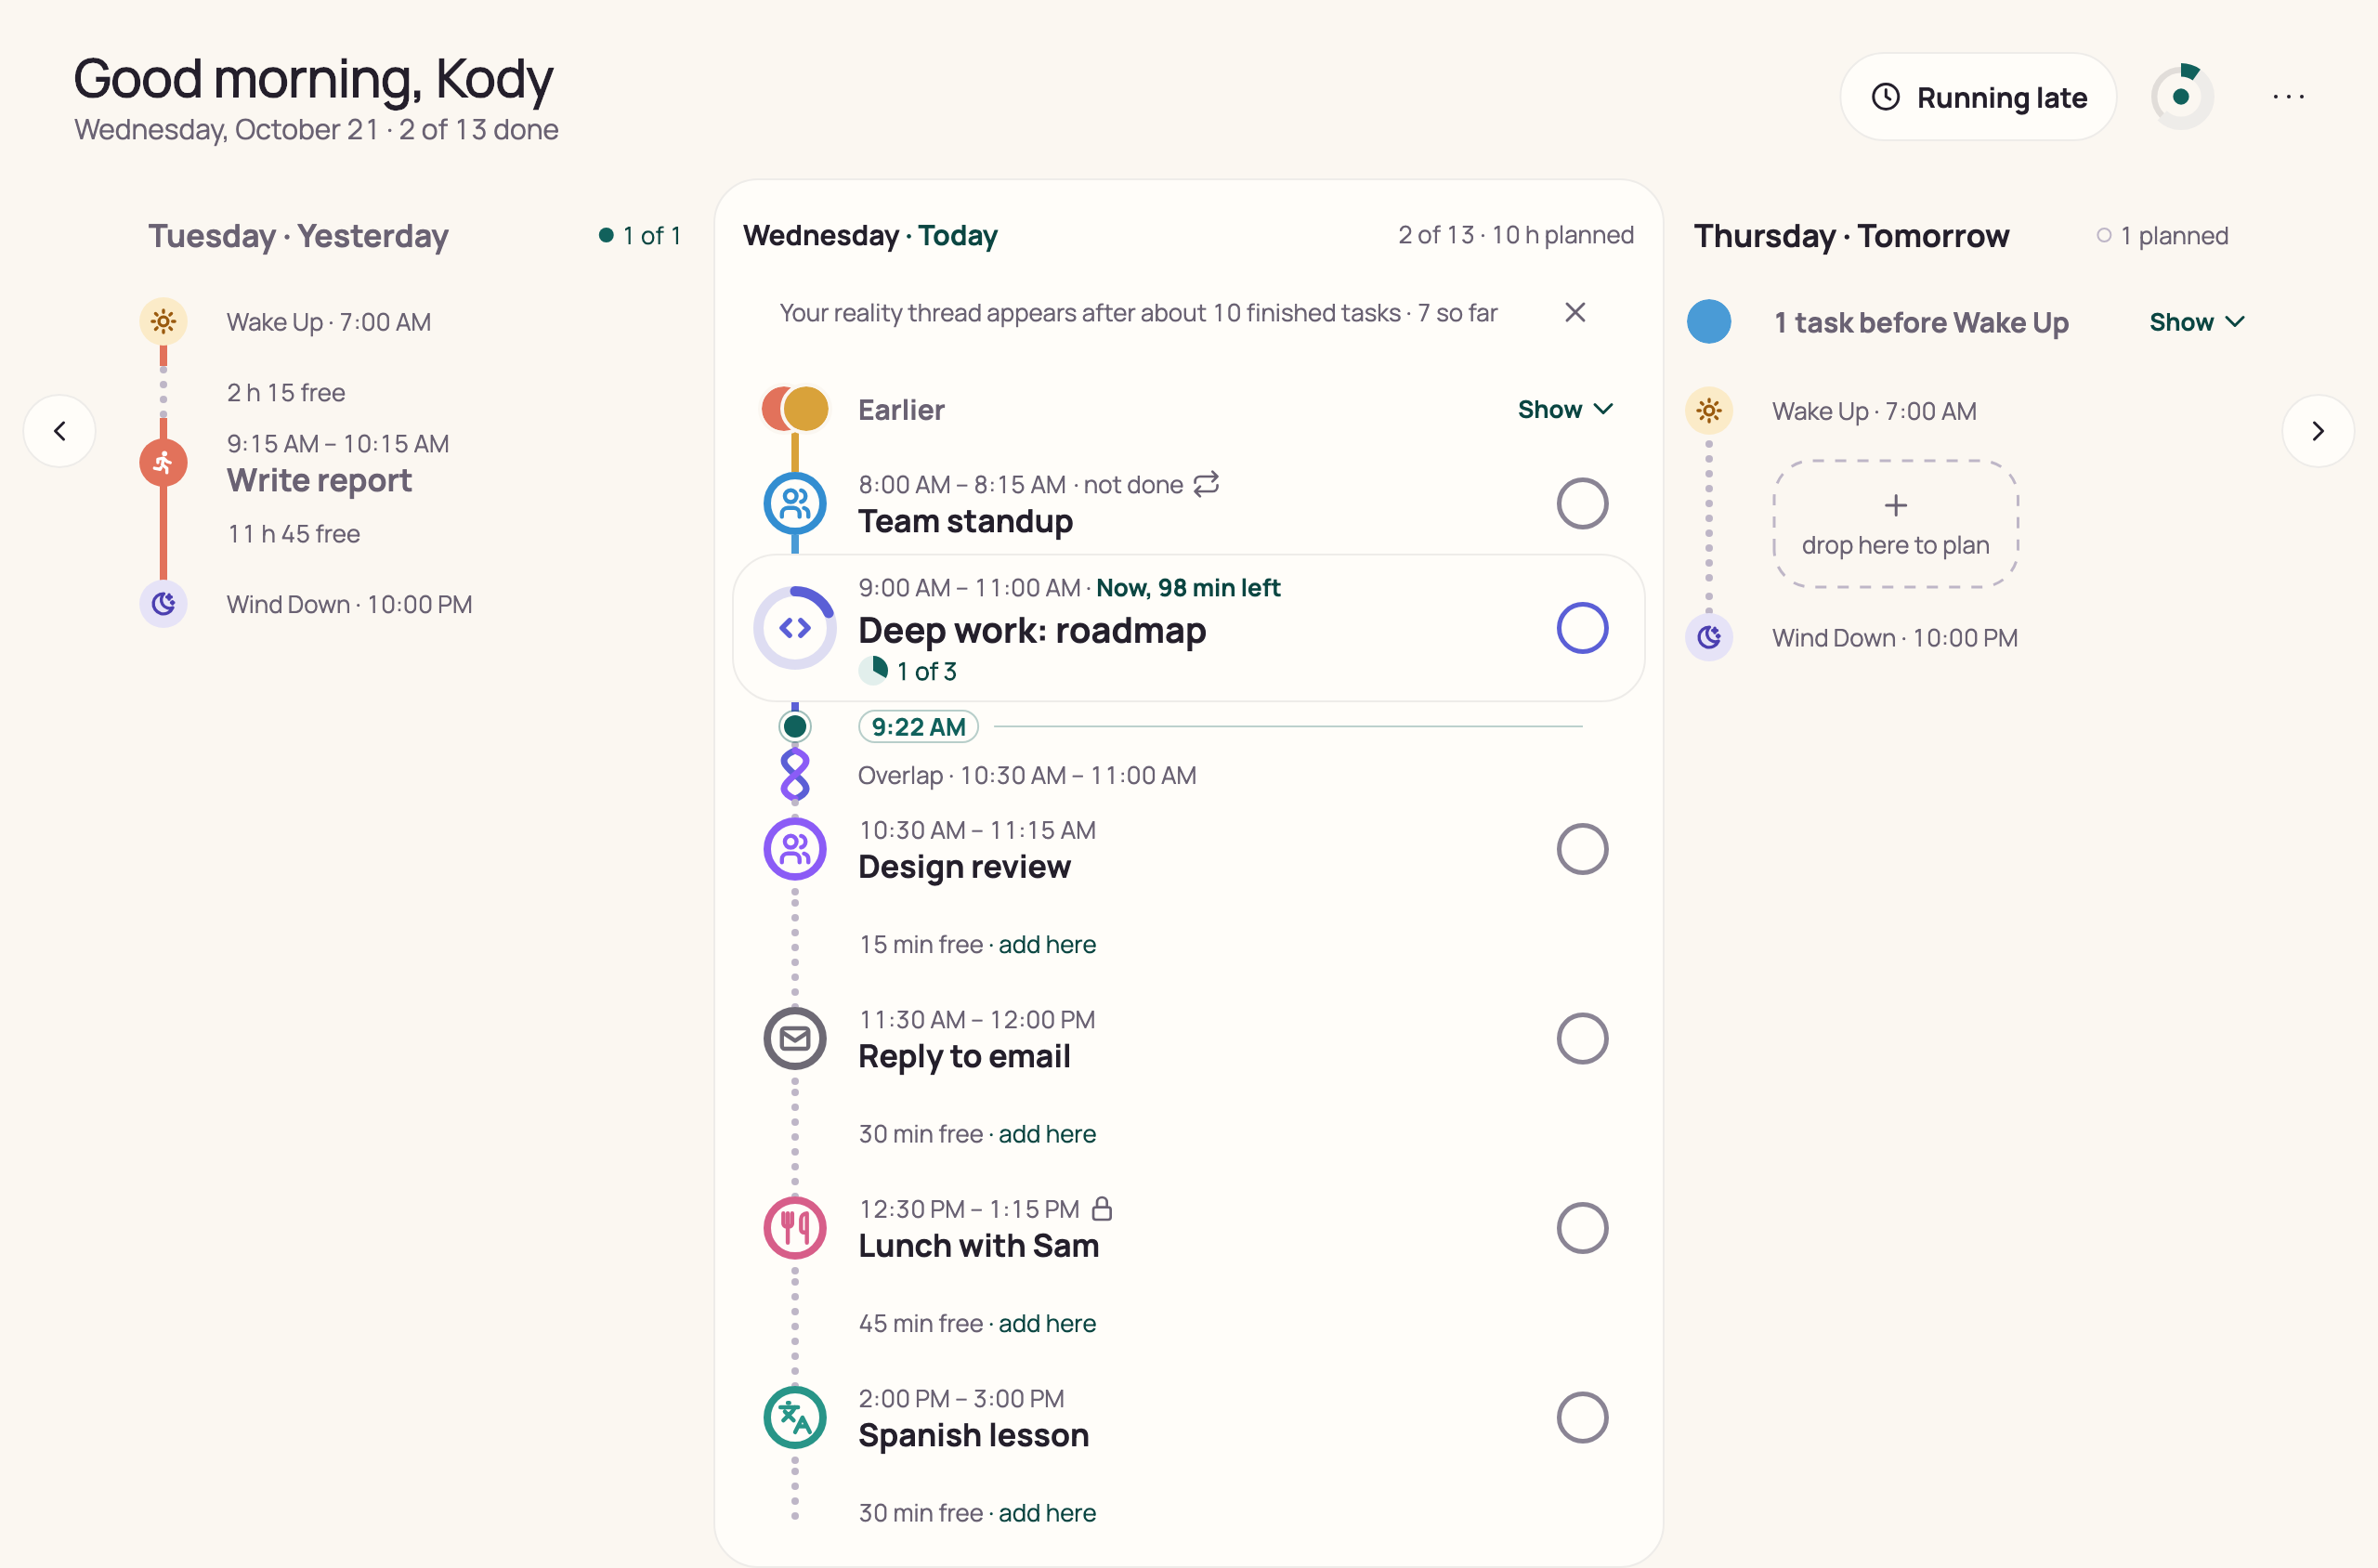 Good morning, Kody
Wednesday, October 21 · 2 of 13 done
Running late
Tuesday · Yesterday
1 of 1
Wake Up · 7:00 AM
2 h 15 free
9:15 AM – 10:15 AM
Write report
11 h 45 free
Wind Down · 10:00 PM
Wednesday · Today
2 of 13 · 10 h planned
Your reality thread appears after about 10 finished tasks · 7 so far
Earlier
Show
8:00 AM – 8:15 AM · not done
Team standup
9:00 AM – 11:00 AM · Now, 98 min left
Deep work: roadmap
1 of 3
9:22 AM
Overlap · 10:30 AM – 11:00 AM
10:30 AM – 11:15 AM
Design review
15 min free · add here
11:30 AM – 12:00 PM
Reply to email
30 min free · add here
12:30 PM – 1:15 PM
Lunch with Sam
45 min free · add here
2:00 PM – 3:00 PM
Spanish lesson
30 min free · add here
Thursday · Tomorrow
1 planned
1 task before Wake Up
Show
Wake Up · 7:00 AM
drop here to plan
Wind Down · 10:00 PM